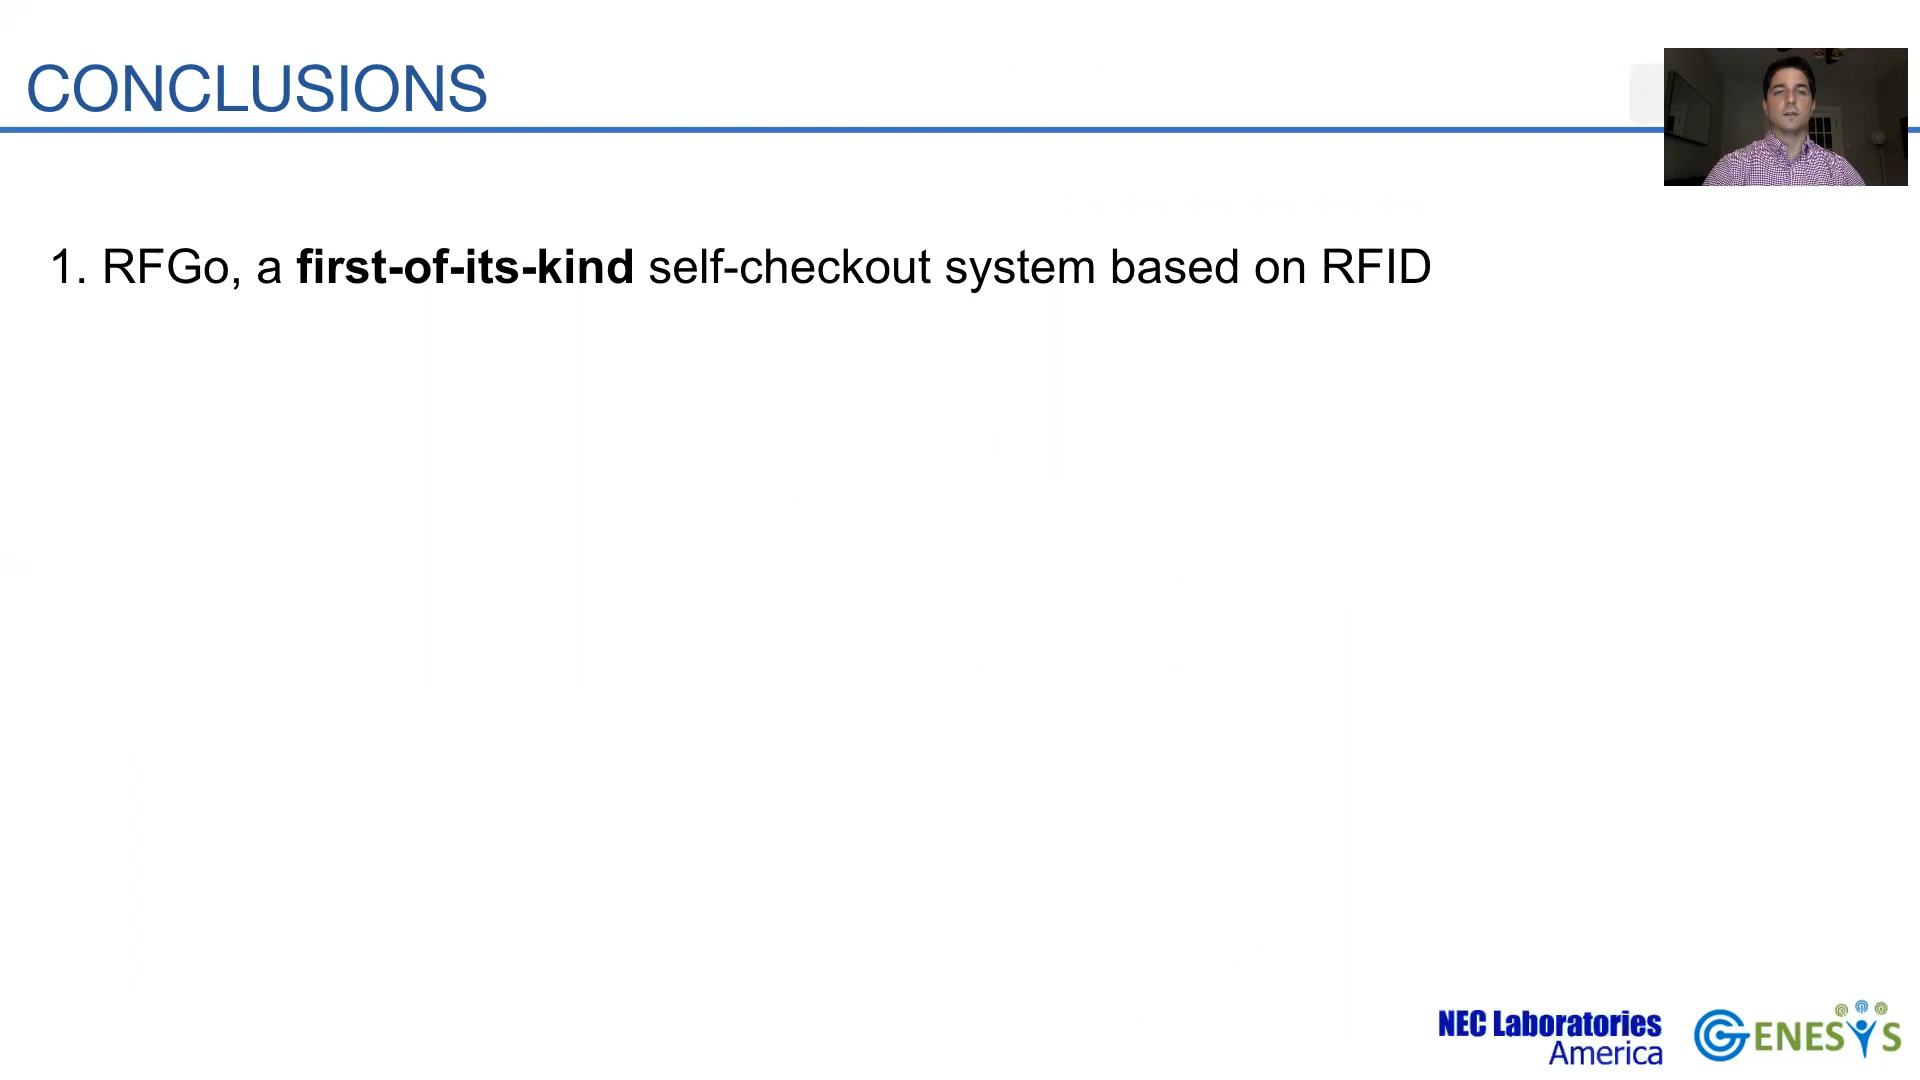 CONCLUSIONS
1. RFGo, a first-of-its-kind self-checkout system based on RFID
NEC Laboratories
America
GENESYS